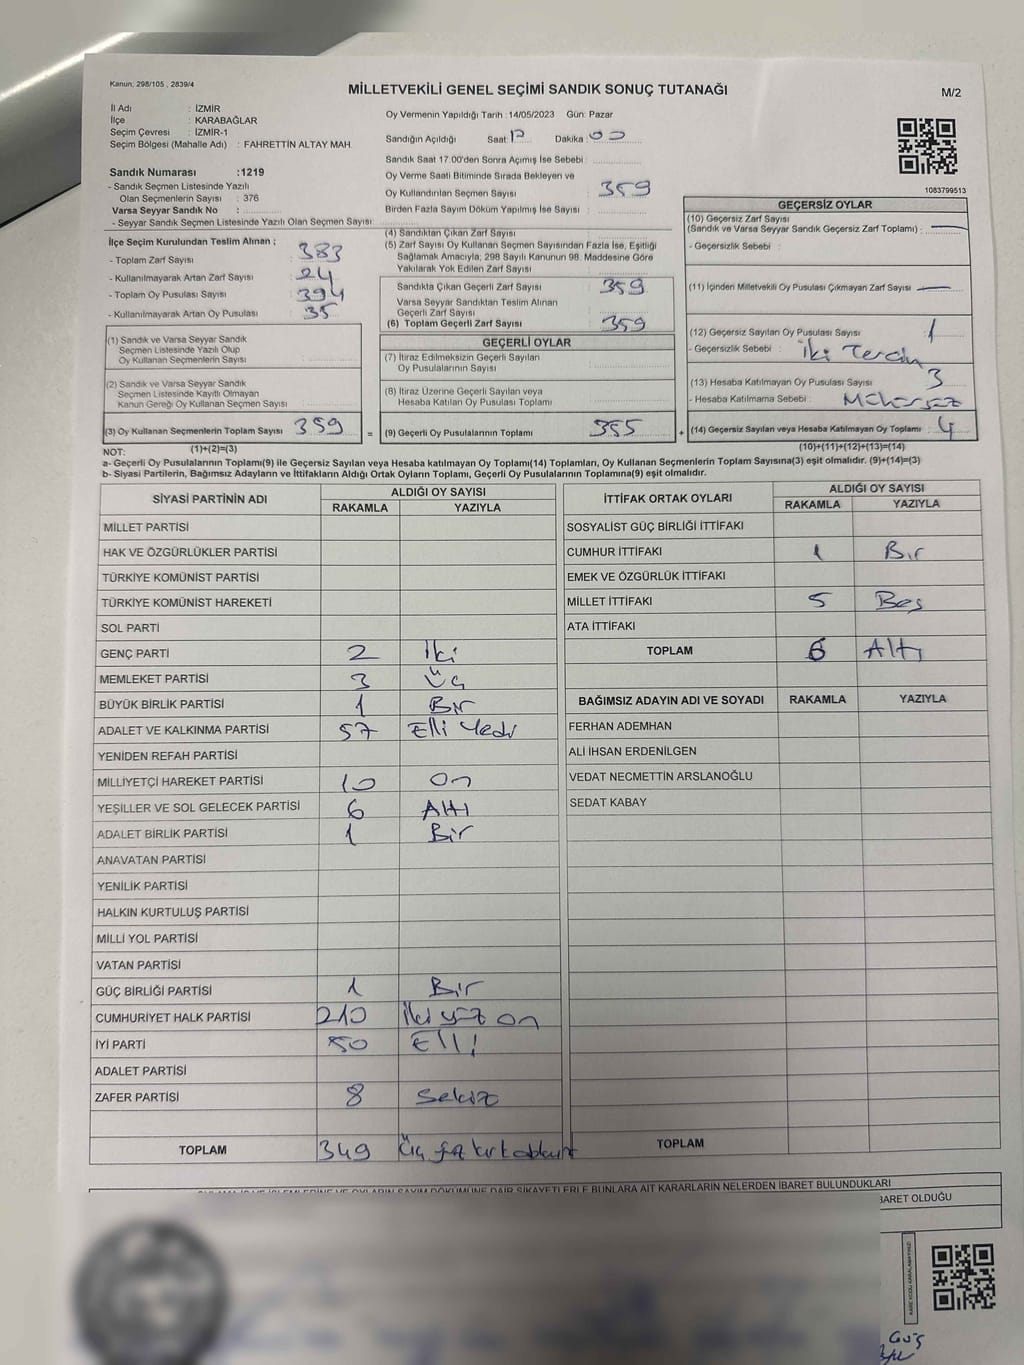 Kanun: 298/105 , 2839/4
MİLLETVEKİLİ GENEL SEÇİMİ SANDIK SONUÇ TUTANAĞI
M/2
İl Adı : İZMİR
İlçe : KARABAĞLAR
Seçim Çevresi : İZMİR-1
Seçim Bölgesi (Mahalle Adı) : FAHRETTİN ALTAY MAH.
Sandık Numarası :1219
- Sandık Seçmen Listesinde Yazılı
Olan Seçmenlerin Sayısı : 376
Varsa Seyyar Sandık No :
- Seyyar Sandık Seçmen Listesinde Yazılı Olan Seçmen Sayısı:
İlçe Seçim Kurulundan Teslim Alınan ;
- Toplam Zarf Sayısı : 383
- Kullanılmayarak Artan Zarf Sayısı : 24
- Toplam Oy Pusulası Sayısı : 394
- Kullanılmayarak Artan Oy Pusulası : 35
(1) Sandık ve Varsa Seyyar Sandık
Seçmen Listesinde Yazılı Olup
Oy Kullanan Seçmenlerin Sayısı
(2) Sandık ve Varsa Seyyar Sandık
Seçmen Listesinde Kayıtlı Olmayan
Kanun Gereği Oy Kullanan Seçmen Sayısı
(3) Oy Kullanan Seçmenlerin Toplam Sayısı 359
(1)+(2)=(3)
Oy Vermenin Yapıldığı Tarih :14/05/2023 Gün: Pazar
Sandığın Açıldığı Saat 17 Dakika 00
Sandık Saat 17.00'den Sonra Açımış İse Sebebi :
Oy Verme Saati Bitiminde Sırada Bekleyen ve
Oy Kullandırılan Seçmen Sayısı : 359
Birden Fazla Sayım Döküm Yapılmış İse Sayısı :
(4) Sandıktan Çıkan Zarf Sayısı :
(5) Zarf Sayısı Oy Kullanan Seçmen Sayısından Fazla İse, Eşitliği
Sağlamak Amacıyla, 298 Sayılı Kanunun 98. Maddesine Göre
Yakılarak Yok Edilen Zarf Sayısı :
Sandıkta Çıkan Geçerli Zarf Sayısı : 359
Varsa Seyyar Sandıktan Teslim Alınan
Geçerli Zarf Sayısı :
(6) Toplam Geçerli Zarf Sayısı : 359
GEÇERLİ OYLAR
(7) İtiraz Edilmeksizin Geçerli Sayılan
Oy Pusulalarının Sayısı
(8) İtiraz Üzerine Geçerli Sayılan veya
Hesaba Katılan Oy Pusulası Toplamı
= (9) Geçerli Oy Pusulalarının Toplamı 355 +
1083799513
GEÇERSİZ OYLAR
(10) Geçersiz Zarf Sayısı
(Sandık ve Varsa Seyyar Sandık Geçersiz Zarf Toplamı) :
- Geçersizlik Sebebi :
(11) İçinden Milletvekili Oy Pusulası Çıkmayan Zarf Sayısı :
(12) Geçersiz Sayılan Oy Pusulası Sayısı : 1
- Geçersizlik Sebebi : İki Tercih
(13) Hesaba Katılmayan Oy Pusulası Sayısı : 3
- Hesaba Katılmama Sebebi : Mühürsüz
(14) Geçersiz Sayılan veya Hesaba Katılmayan Oy Toplamı 4
(10)+(11)+(12)+(13)=(14)
NOT:
a- Geçerli Oy Pusulalarının Toplamı(9) ile Geçersiz Sayılan veya Hesaba Katılmayan Oy Toplamı(14) Toplamları, Oy Kullanan Seçmenlerin Toplam Sayısına(3) eşit olmalıdır. (9)+(14)=(3)
b- Siyasi Partilerin, Bağımsız Adayların ve İttifakların Aldığı Ortak Oyların Toplamı, Geçerli Oy Pusulalarının Toplamına(9) eşit olmalıdır.
SİYASİ PARTİNİN ADI
ALDIĞI OY SAYISI
RAKAMLA YAZIYLA
MİLLET PARTİSİ
HAK VE ÖZGÜRLÜKLER PARTİSİ
TÜRKİYE KOMÜNİST PARTİSİ
TÜRKİYE KOMÜNİST HAREKETİ
SOL PARTİ
GENÇ PARTİ 2 İki
MEMLEKET PARTİSİ 3 Üç
BÜYÜK BİRLİK PARTİSİ 1 Bir
ADALET VE KALKINMA PARTİSİ 57 Elli Yedi
YENİDEN REFAH PARTİSİ
MİLLİYETÇİ HAREKET PARTİSİ 10 On
YEŞİLLER VE SOL GELECEK PARTİSİ 6 Altı
ADALET BİRLİK PARTİSİ 1 Bir
ANAVATAN PARTİSİ
YENİLİK PARTİSİ
HALKIN KURTULUŞ PARTİSİ
MİLLİ YOL PARTİSİ
VATAN PARTİSİ
GÜÇ BİRLİĞİ PARTİSİ 1 Bir
CUMHURİYET HALK PARTİSİ 210 İki yüz on
İYİ PARTİ 50 Elli
ADALET PARTİSİ
ZAFER PARTİSİ 8 Sekiz
TOPLAM 349 Üç yüz kırk dokuz
İTTİFAK ORTAK OYLARI
ALDIĞI OY SAYISI
RAKAMLA YAZIYLA
SOSYALİST GÜÇ BİRLİĞİ İTTİFAKI
CUMHUR İTTİFAKI 1 Bir
EMEK VE ÖZGÜRLÜK İTTİFAKI
MİLLET İTTİFAKI 5 Beş
ATA İTTİFAKI
TOPLAM 6 Altı
BAĞIMSIZ ADAYIN ADI VE SOYADI RAKAMLA YAZIYLA
FERHAN ADEMHAN
ALİ İHSAN ERDENİLGEN
VEDAT NECMETTİN ARSLANOĞLU
SEDAT KABAY
TOPLAM
OYLARIN SAYIM DÖKÜMÜNE DAİR ŞİKAYETLERLE BUNLARA AİT KARARLARIN NELERDEN İBARET BULUNDUKLARI
BARET OLDUĞU